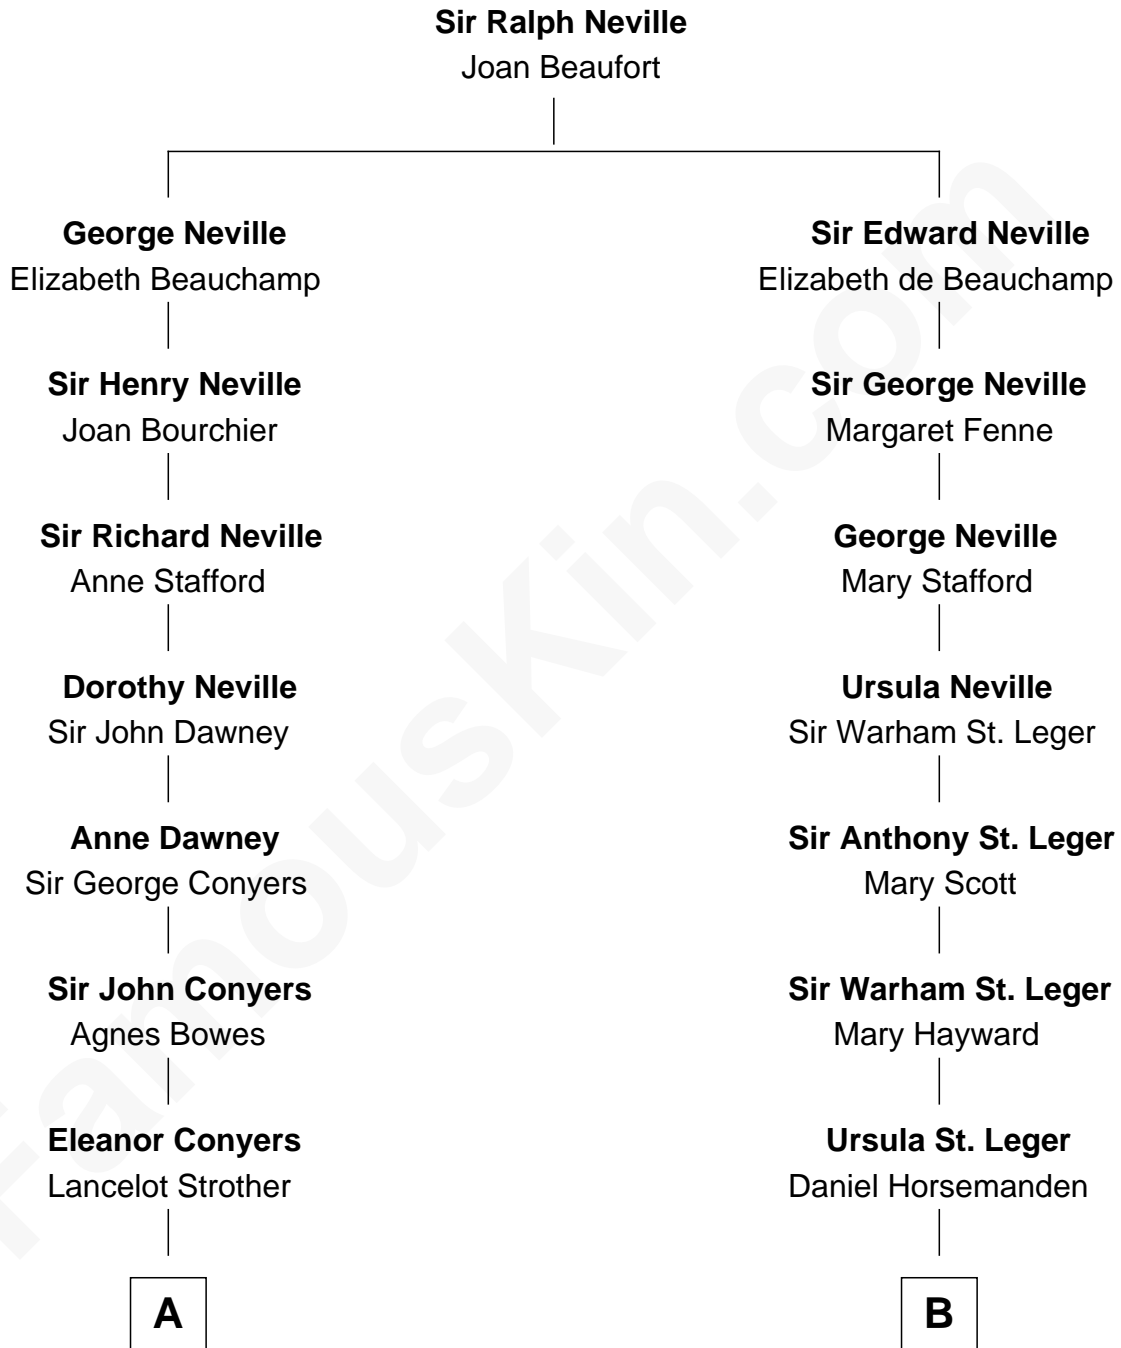 Sir Ralph Neville
Joan Beaufort
George Neville
Elizabeth Beauchamp
Sir Edward Neville
Elizabeth de Beauchamp
Sir Henry Neville
Joan Bourchier
Sir George Neville
Margaret Fenne
Sir Richard Neville
Anne Stafford
George Neville
Mary Stafford
Dorothy Neville
Sir John Dawney
Ursula Neville
Sir Warham St. Leger
Anne Dawney
Sir George Conyers
Sir Anthony St. Leger
Mary Scott
Sir John Conyers
Agnes Bowes
Sir Warham St. Leger
Mary Hayward
Eleanor Conyers
Lancelot Strother
Ursula St. Leger
Daniel Horsemanden
A
B
FamousKin.com